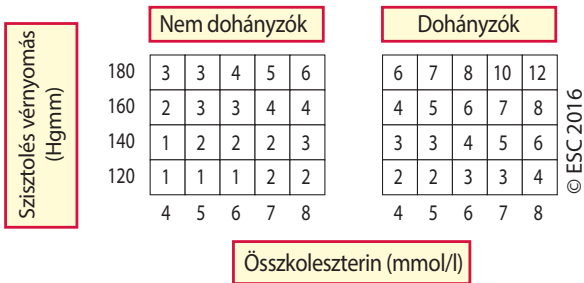 Nem dohányzók Dohányzók
Szisztolés vérnyomás
(Hgmm)
180 3 3 4 5 6 6 7 8 10 12
160 2 3 3 4 4 4 5 6 7 8
140 1 2 2 2 3 3 3 4 5 6
120 1 1 1 2 2 2 2 3 3 4
4 5 6 7 8 4 5 6 7 8
Összkoleszterin (mmol/l)
© ESC 2016